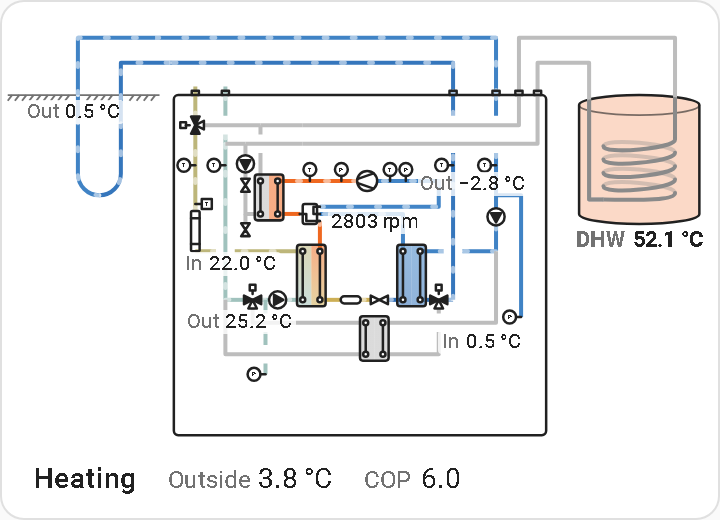 Out 0.5 °C
T
T
T
P
T
P
T
T
Out −2.8 °C
T
2803 rpm
DHW 52.1 °C
In 22.0 °C
Out 25.2 °C
P
In 0.5 °C
P
Heating Outside 3.8 °C COP 6.0